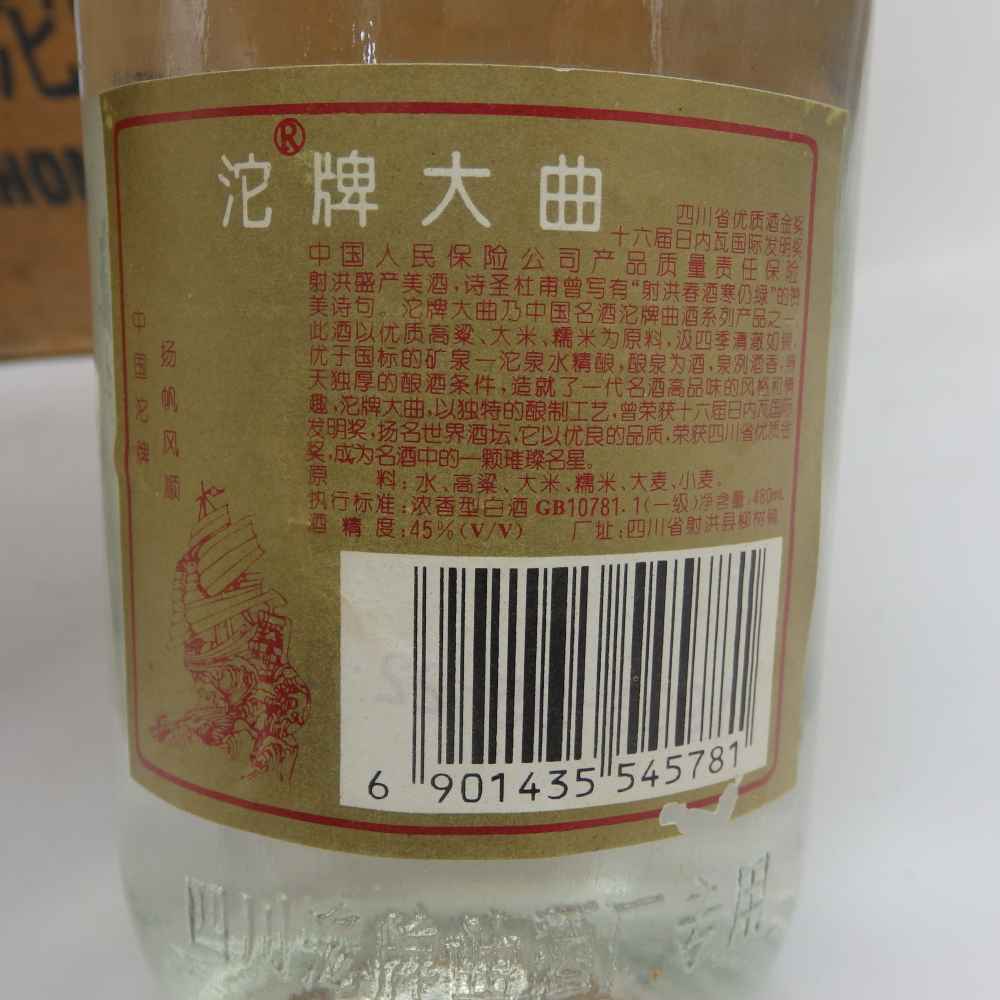 沱牌大曲
®
四川省优质酒金奖
十六届日内瓦国际发明奖
中国人民保险公司产品质量责任保险
射洪盛产美酒,诗圣杜甫曾写有“射洪春酒寒仍绿”的赞
美诗句。沱牌大曲乃中国名酒沱牌曲酒系列产品之一
此酒以优质高粱、大米、糯米为原料,汲四季清澈如镜,
优于国标的矿泉一沱泉水精酿,酿泉为酒,泉冽酒香,得
天独厚的酿酒条件,造就了一代名酒高品味的风格和情
趣,沱牌大曲,以独特的酿制工艺,曾荣获十六届日内瓦国际
发明奖,扬名世界酒坛,它以优良的品质,荣获四川省优质金
奖,成为名酒中的一颗璀璨名星。
原 料:水、高粱、大米、糯米、大麦、小麦。
执行标准:浓香型白酒GB10781.1(一级)净含量:480mL
酒精度:45%(V/V) 厂址:四川省射洪县柳树镇
扬帆风顺
中国沱牌
6 901435 545781
四川
HON
沱